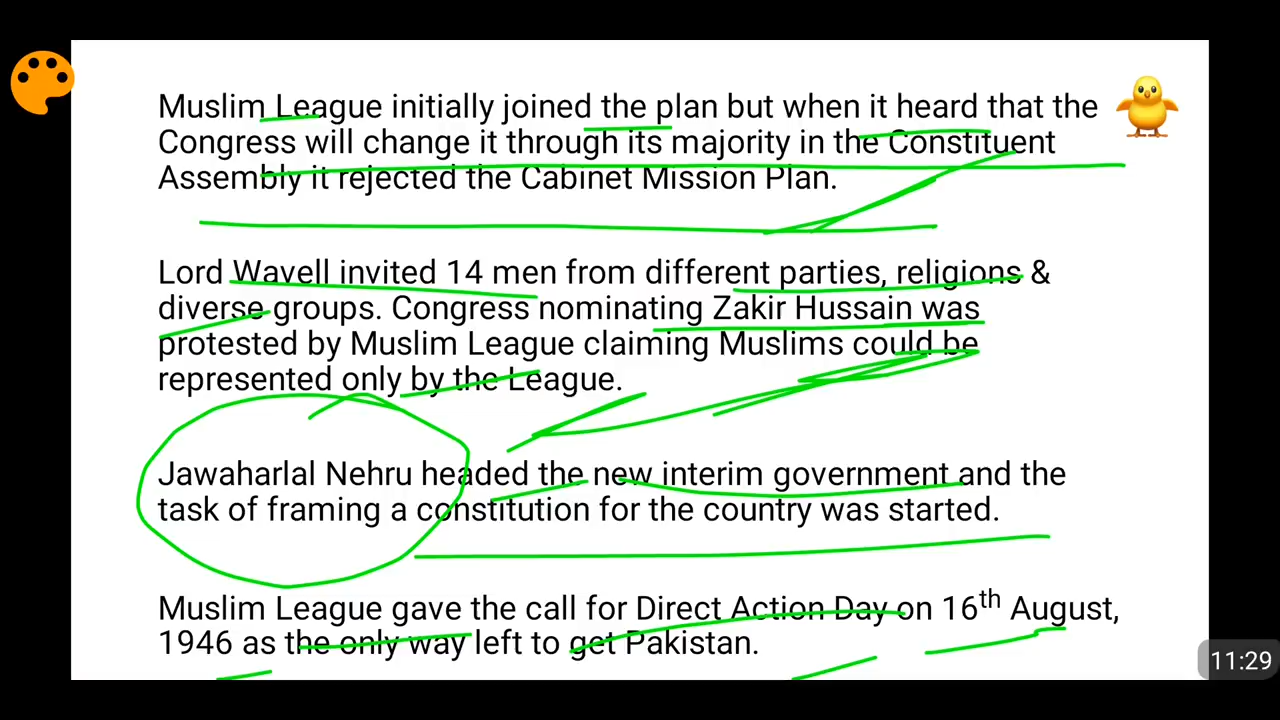 Muslim League initially joined the plan but when it heard that the
Congress will change it through its majority in the Constituent
Assembly it rejected the Cabinet Mission Plan.
Lord Wavell invited 14 men from different parties, religions &
diverse groups. Congress nominating Zakir Hussain was
protested by Muslim League claiming Muslims could be
represented only by the League.
Jawaharlal Nehru headed the new interim government and the
task of framing a constitution for the country was started.
Muslim League gave the call for Direct Action Day on 16th August,
1946 as the only way left to get Pakistan.
11:29